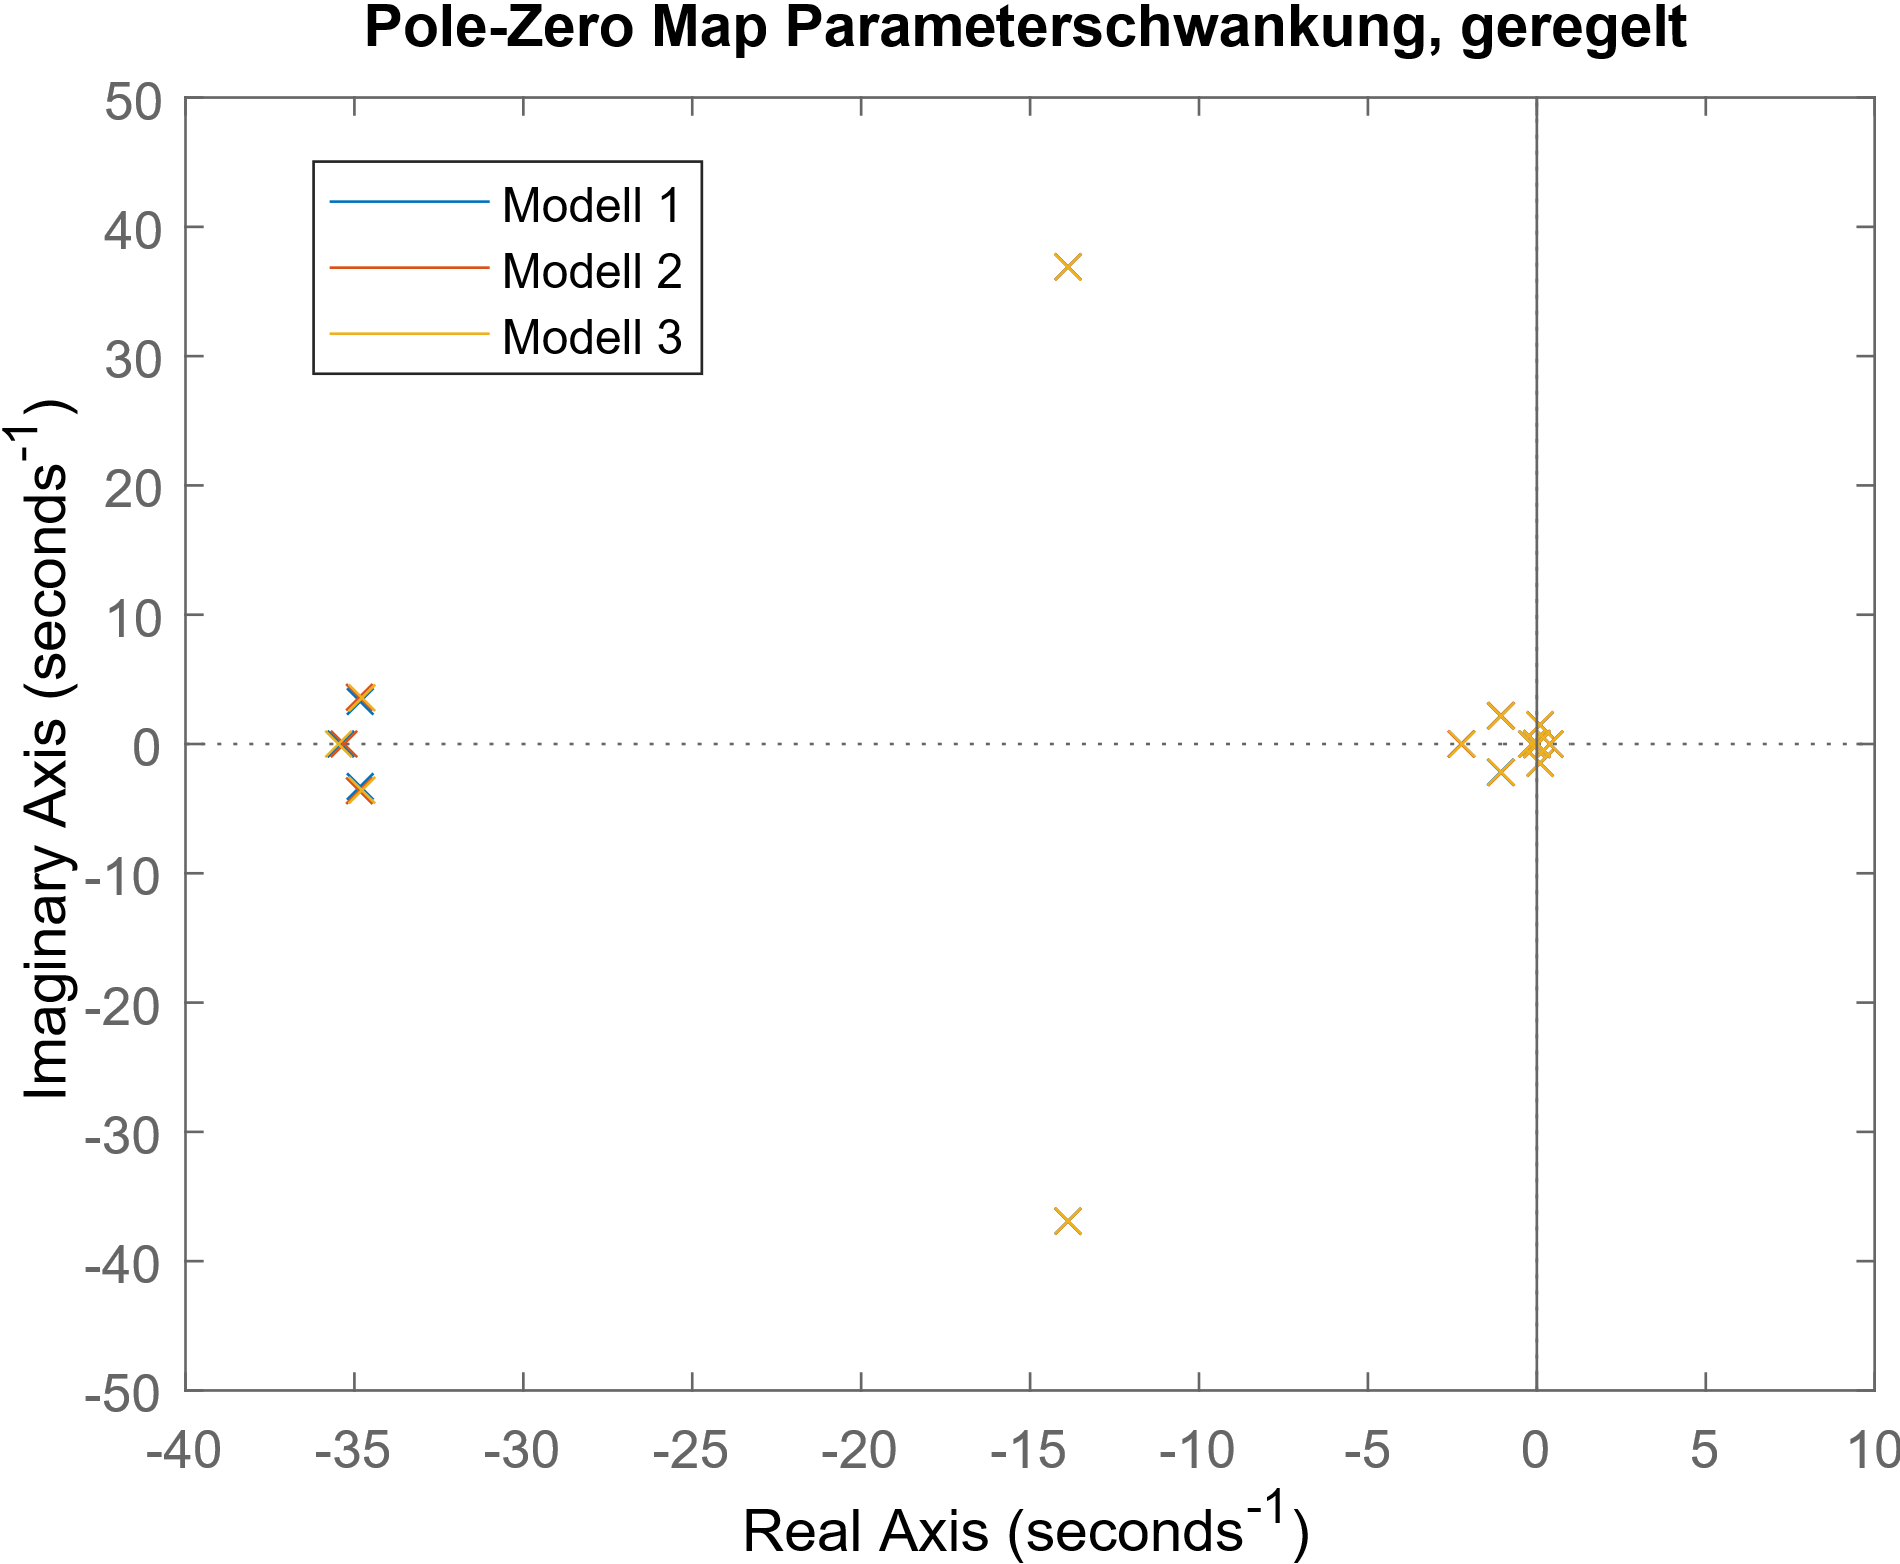 Pole-Zero Map Parameterschwankung, geregelt
50
40
30
20
10
0
-10
-20
-30
-40
-50
Modell 1
Modell 2
Modell 3
Imaginary Axis (seconds-1)
-40 -35 -30 -25 -20 -15 -10 -5 0 5 10
Real Axis (seconds-1)